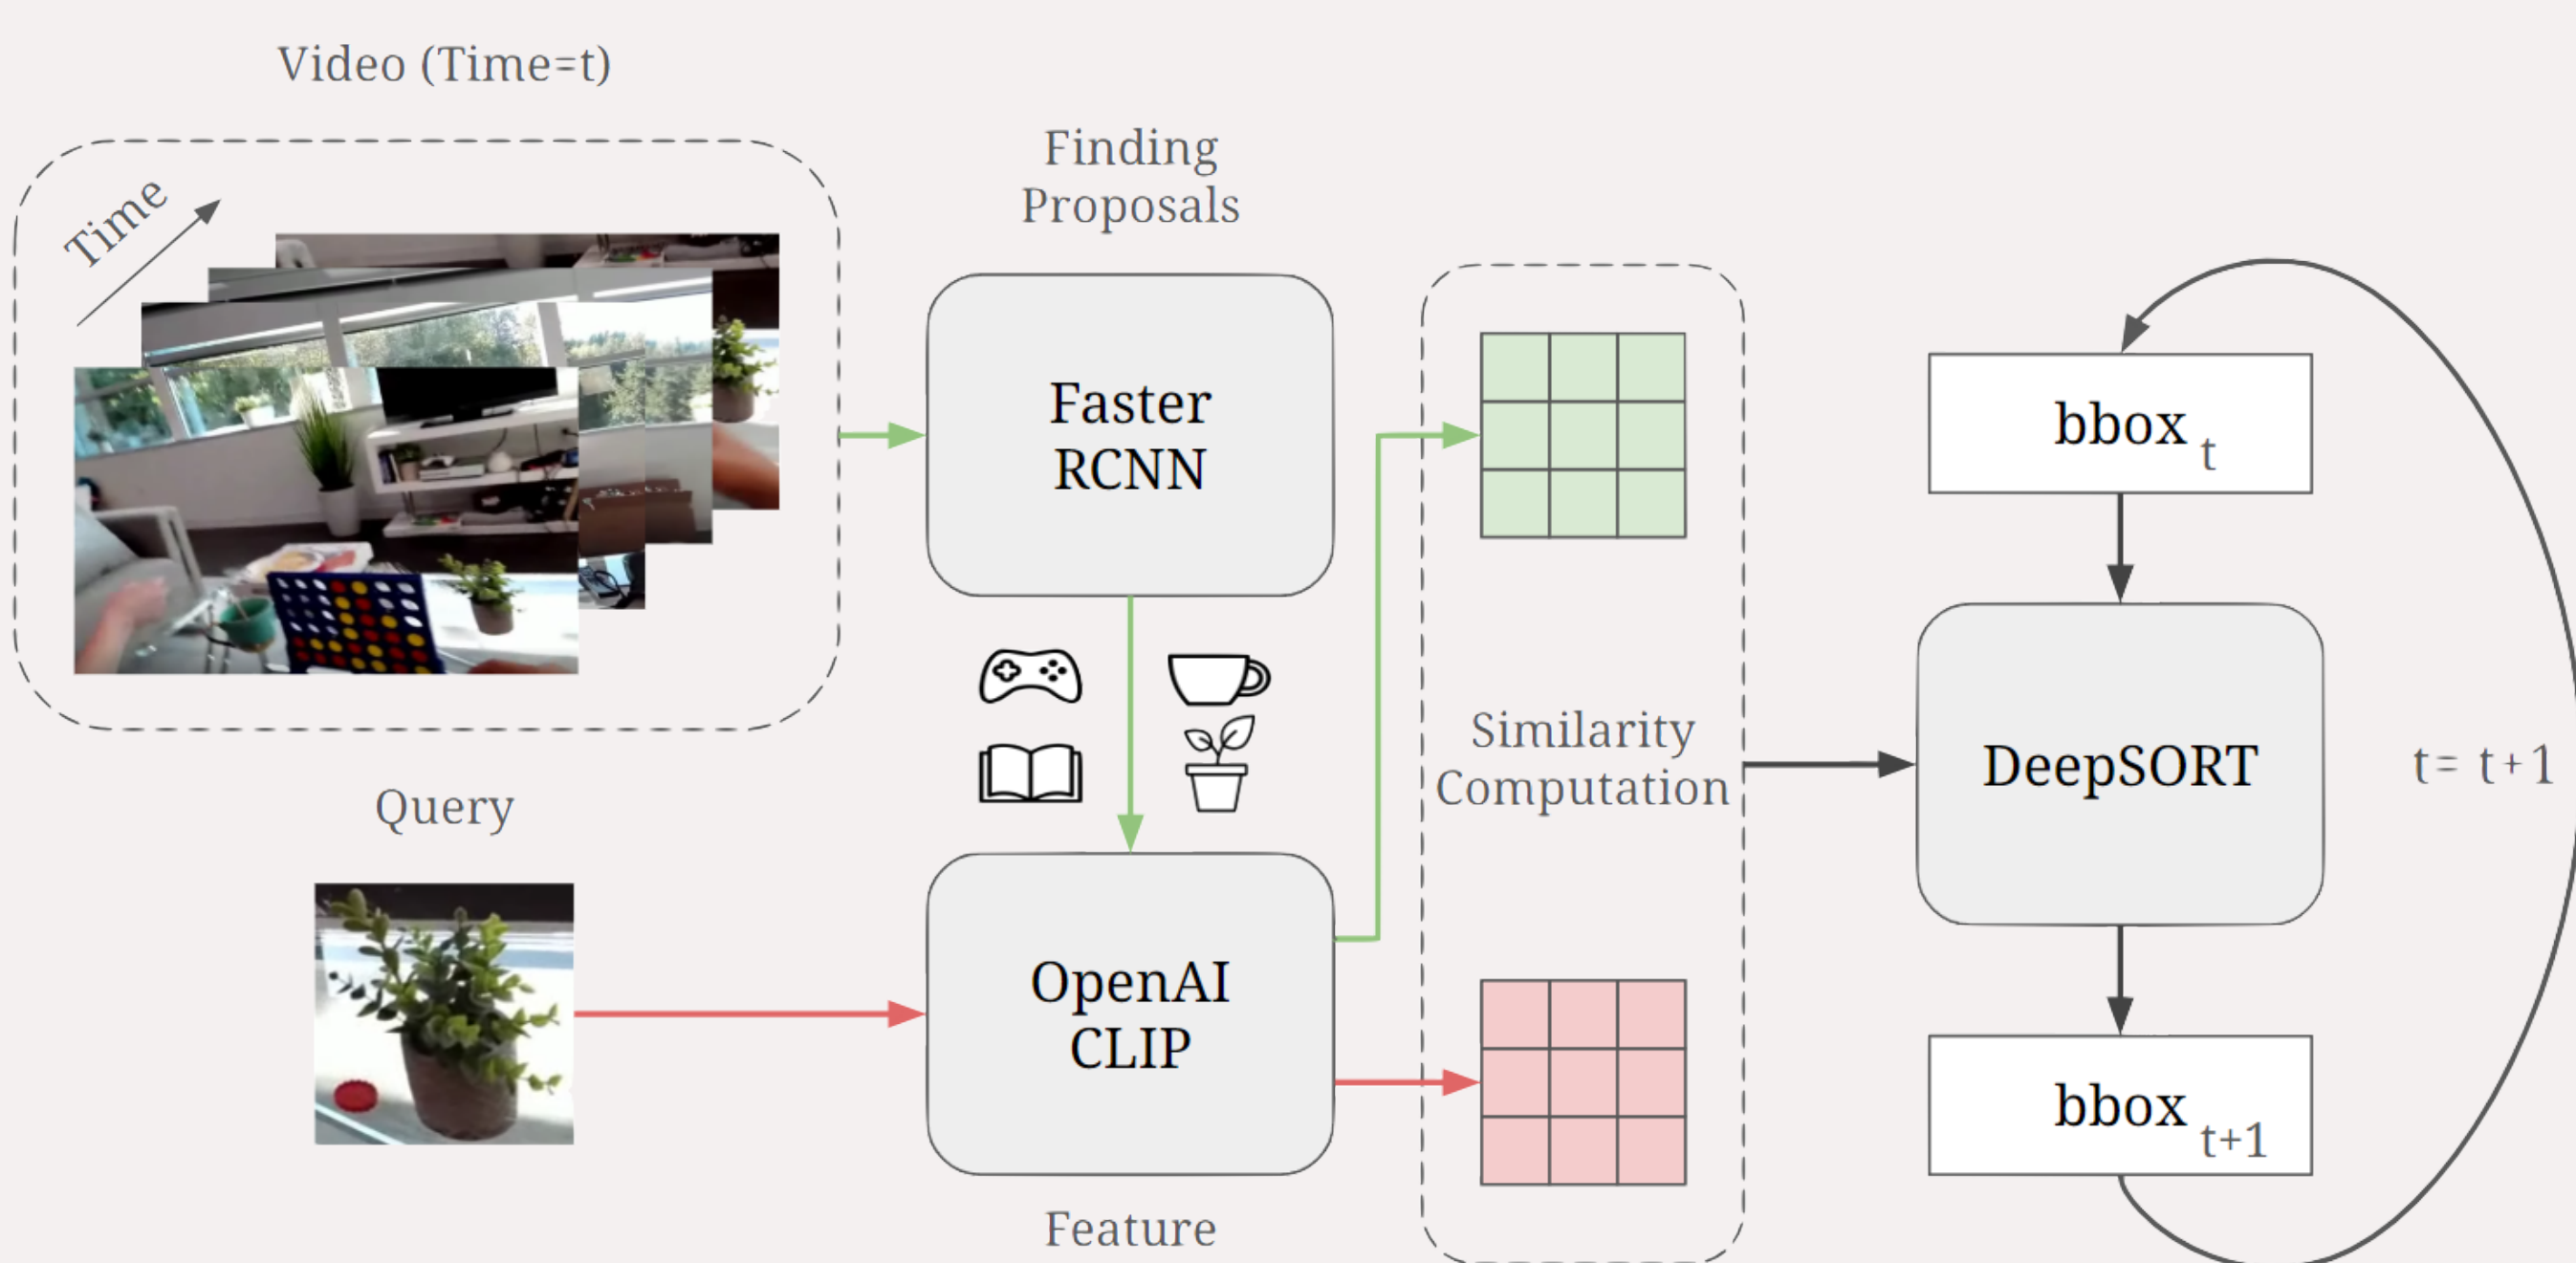 Video (Time=t)
Time
Query
Finding
Proposals
Faster
RCNN
OpenAI
CLIP
Feature
Similarity
Computation
bbox t
DeepSORT
t= t+1
bbox t+1